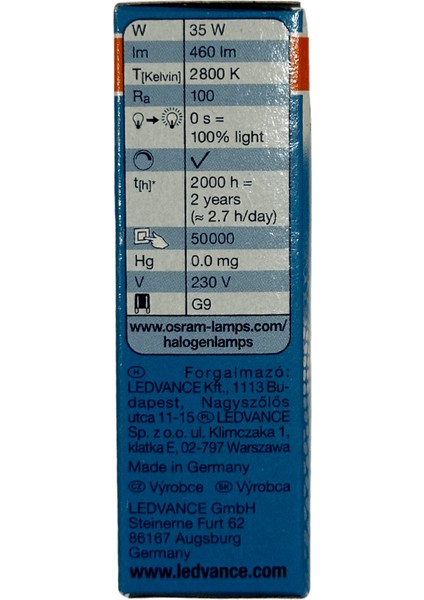 W 35 W
lm 460 lm
T[Kelvin] 2800 K
Ra 100
0 s =
100% light
t[h]* 2000 h =
2 years
(≈ 2.7 h/day)
50000
Hg 0.0 mg
V 230 V
G9
www.osram-lamps.com/
halogenlamps
H Forgalmazó:
LEDVANCE Kft., 1113 Bu-
dapest, Nagyszőlős
utca 11-15 PL LEDVANCE
Sp. z o.o. ul. Klimczaka 1,
klatka E, 02-797 Warszawa
Made in Germany
CZ Výrobce SK Výrobca
LEDVANCE GmbH
Steinerne Furt 62
86167 Augsburg
Germany
www.ledvance.com